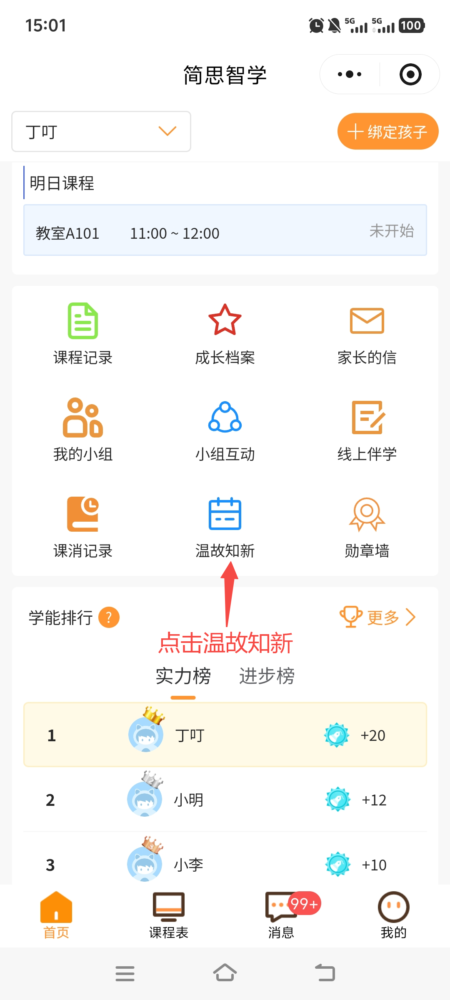 15:01
5G 5G 100
简思智学
丁叮
绑定孩子
明日课程
教室A101 11:00 ~ 12:00 未开始
课程记录 成长档案 家长的信
我的小组 小组互动 线上伴学
课消记录 温故知新 勋章墙
学能排行 ? 更多
点击温故知新
实力榜 进步榜
1 丁叮 +20
2 小明 +12
3 小李 +10
99+
首页 课程表 消息 我的